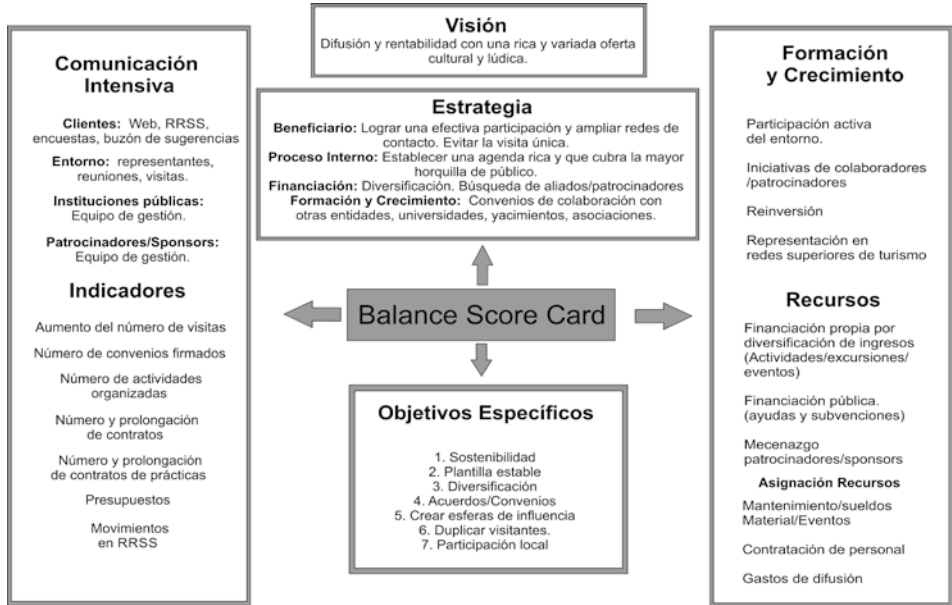 Visión
Difusión y rentabilidad con una rica y variada oferta
cultural y lúdica.
Comunicación
Intensiva
Clientes: Web, RRSS,
encuestas, buzón de sugerencias
Entorno: representantes,
reuniones, visitas.
Instituciones públicas:
Equipo de gestión.
Patrocinadores/Sponsors:
Equipo de gestión.
Indicadores
Aumento del número de visitas
Número de convenios firmados
Número de actividades
organizadas
Número y prolongación
de contratos
Número y prolongación
de contratos de prácticas
Presupuestos
Movimientos
en RRSS
Estrategia
Beneficiario: Lograr una efectiva participación y ampliar redes de
contacto. Evitar la visita única.
Proceso Interno: Establecer una agenda rica y que cubra la mayor
horquilla de público.
Financiación: Diversificación. Búsqueda de aliados/patrocinadores
Formación y Crecimiento: Convenios de colaboración con
otras entidades, universidades, yacimientos, asociaciones.
Balance Score Card
Objetivos Específicos
1. Sostenibilidad
2. Plantilla estable
3. Diversificación
4. Acuerdos/Convenios
5. Crear esferas de influencia
6. Duplicar visitantes.
7. Participación local
Formación
y Crecimiento
Participación activa
del entorno.
Iniciativas de colaboradores
/patrocinadores
Reinversión
Representación en
redes superiores de turismo
Recursos
Financiación propia por
diversificación de ingresos
(Actividades/excursiones/
eventos)
Financiación pública.
(ayudas y subvenciones)
Mecenazgo
patrocinadores/sponsors
Asignación Recursos
Mantenimiento/sueldos
Material/Eventos
Contratación de personal
Gastos de difusión